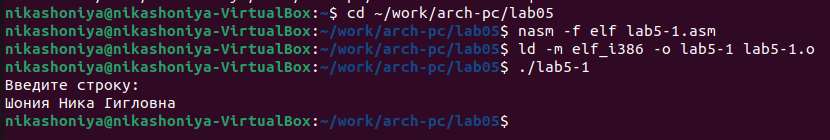 nikashoniya@nikashoniya-VirtualBox:~$ cd ~/work/arch-pc/lab05
nikashoniya@nikashoniya-VirtualBox:~/work/arch-pc/lab05$ nasm -f elf lab5-1.asm
nikashoniya@nikashoniya-VirtualBox:~/work/arch-pc/lab05$ ld -m elf_i386 -o lab5-1 lab5-1.o
nikashoniya@nikashoniya-VirtualBox:~/work/arch-pc/lab05$ ./lab5-1
Введите строку:
Шония Ника Гигловна
nikashoniya@nikashoniya-VirtualBox:~/work/arch-pc/lab05$